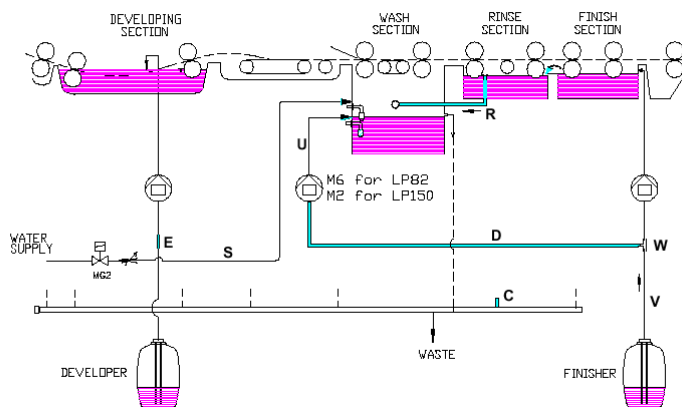 DEVELOPING
SECTION
WASH
SECTION
RINSE
SECTION
FINISH
SECTION
R
U
M6 for LP82
M2 for LP150
WATER
SUPPLY
E
S
D
W
MG2
C
V
WASTE
DEVELOPER
FINISHER